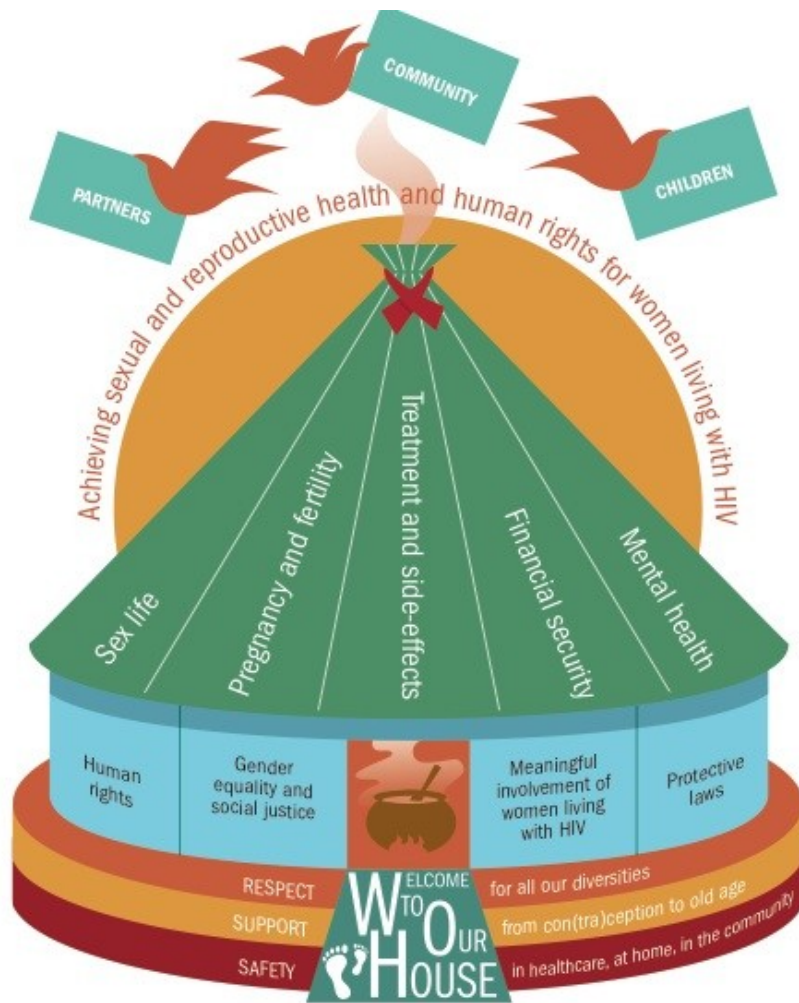 COMMUNITY
PARTNERS
CHILDREN
Achieving sexual and reproductive health and human rights for women living with HIV
Sex life
Pregnancy and fertility
Treatment and side-effects
Financial security
Mental health
Human
rights
Gender
equality and
social justice
Meaningful
involvement of
women living
with HIV
Protective
laws
RESPECT for all our diversities
SUPPORT from con(tra)ception to old age
SAFETY in healthcare, at home, in the community
WELCOME
TO
OUR
HOUSE